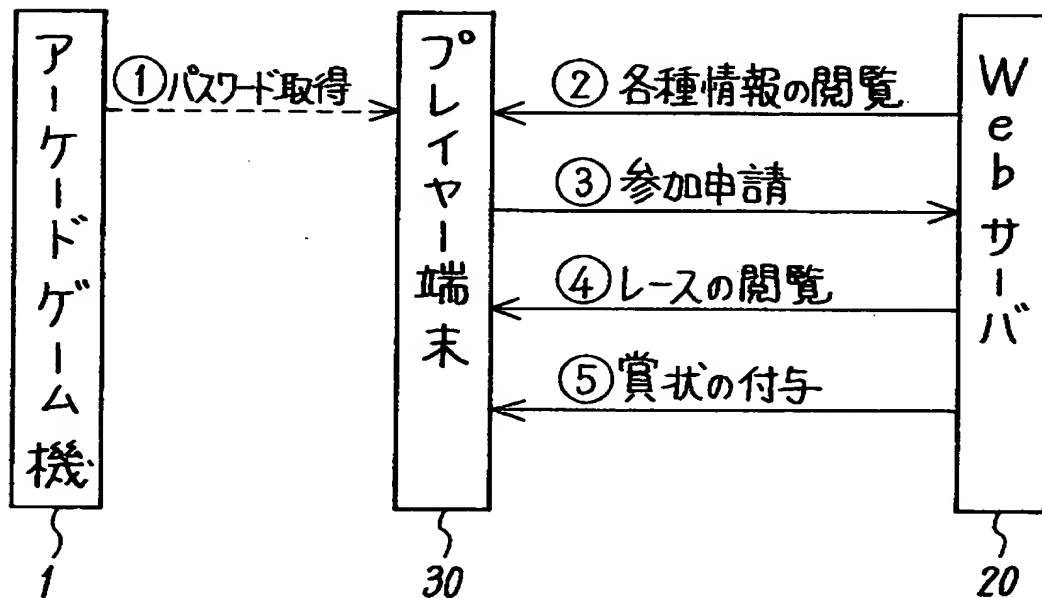 アーケードゲーム機
①パスワード取得
プレイヤー端末
②各種情報の閲覧
③参加申請
④レースの閲覧
⑤賞状の付与
Webサーバ
1
30
20